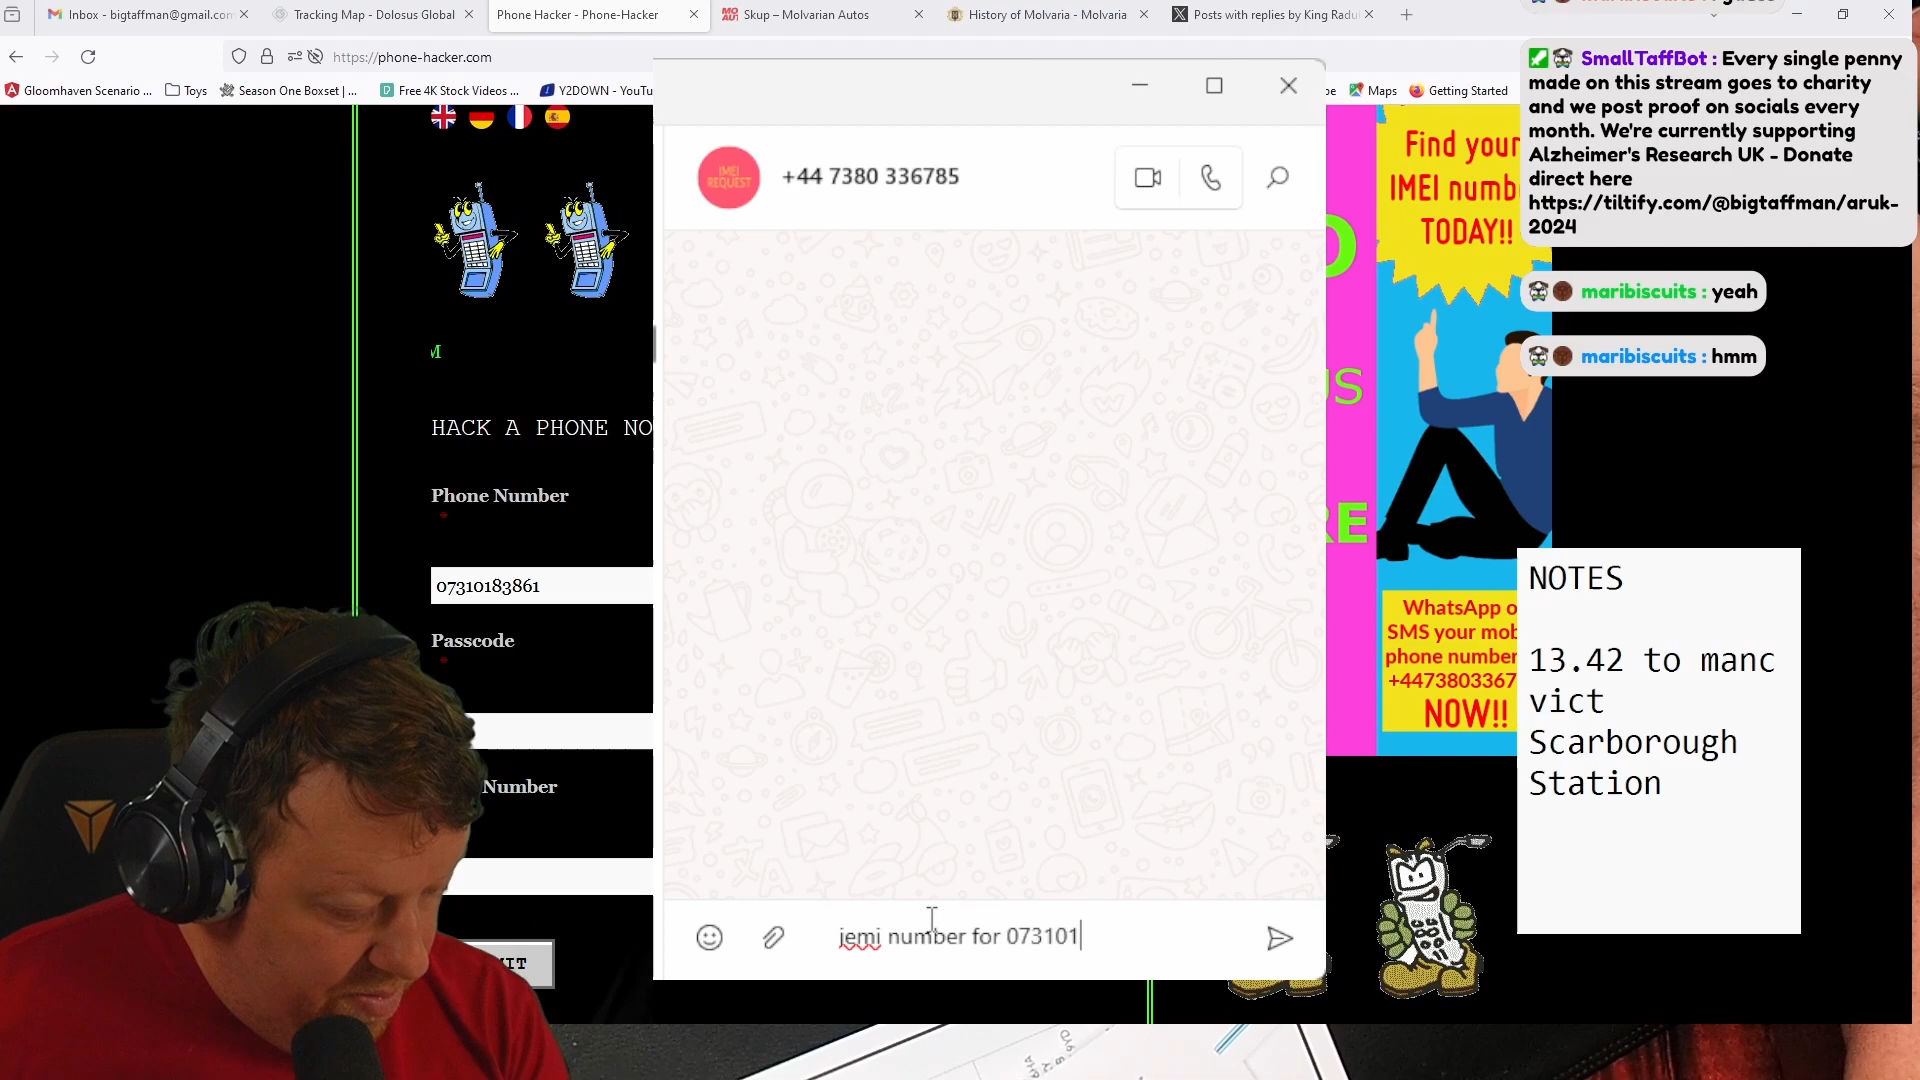 Inbox - bigtaffman@gmail.com
Tracking Map - Dolosus Global
Phone Hacker - Phone-Hacker
Skup – Molvarian Autos
History of Molvaria - Molvaria
Posts with replies by King Radu
https://phone-hacker.com
Gloomhaven Scenario ...
Toys
Season One Boxset | ...
Free 4K Stock Videos ...
Y2DOWN - YouTu
Maps
Getting Started
SmallTaffBot : Every single penny
made on this stream goes to charity
and we post proof on socials every
month. We're currently supporting
Alzheimer's Research UK - Donate
direct here
https://tiltify.com/@bigtaffman/aruk-
2024
maribiscuits : yeah
maribiscuits : hmm
IMEI
REQUEST
+44 7380 336785
M
HACK A PHONE NO
Phone Number
*
07310183861
Passcode
*
Number
IT
jemi number for 073101
Find your
IMEI numb
TODAY!!
US
RE
WhatsApp o
SMS your mob
phone number
+4473803367
NOW!!
NOTES
13.42 to manc
vict
Scarborough
Station